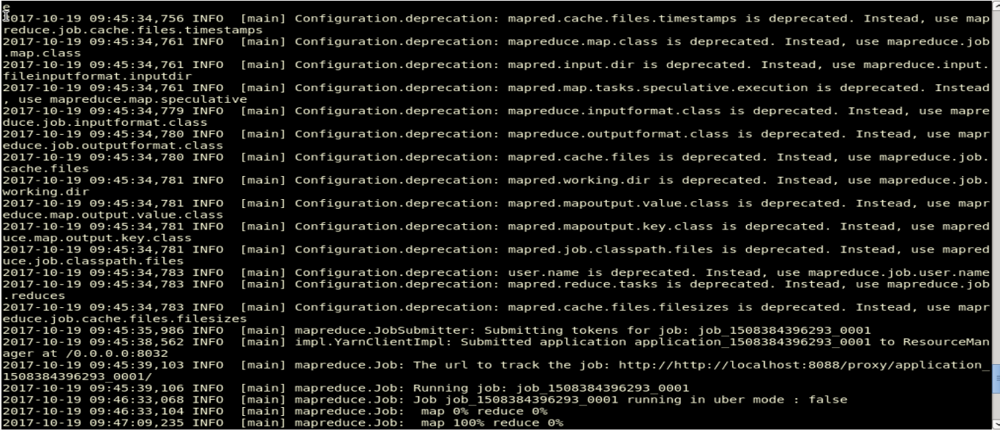 e
2017-10-19 09:45:34,756 INFO  [main] Configuration.deprecation: mapred.cache.files.timestamps is deprecated. Instead, use map
reduce.job.cache.files.timestamps
2017-10-19 09:45:34,761 INFO  [main] Configuration.deprecation: mapreduce.map.class is deprecated. Instead, use mapreduce.job
.map.class
2017-10-19 09:45:34,761 INFO  [main] Configuration.deprecation: mapred.input.dir is deprecated. Instead, use mapreduce.input.
fileinputformat.inputdir
2017-10-19 09:45:34,761 INFO  [main] Configuration.deprecation: mapred.map.tasks.speculative.execution is deprecated. Instead
, use mapreduce.map.speculative
2017-10-19 09:45:34,779 INFO  [main] Configuration.deprecation: mapreduce.inputformat.class is deprecated. Instead, use mapre
duce.job.inputformat.class
2017-10-19 09:45:34,780 INFO  [main] Configuration.deprecation: mapreduce.outputformat.class is deprecated. Instead, use mapr
educe.job.outputformat.class
2017-10-19 09:45:34,780 INFO  [main] Configuration.deprecation: mapred.cache.files is deprecated. Instead, use mapreduce.job.
cache.files
2017-10-19 09:45:34,781 INFO  [main] Configuration.deprecation: mapred.working.dir is deprecated. Instead, use mapreduce.job.
working.dir
2017-10-19 09:45:34,781 INFO  [main] Configuration.deprecation: mapred.mapoutput.value.class is deprecated. Instead, use mapr
educe.map.output.value.class
2017-10-19 09:45:34,781 INFO  [main] Configuration.deprecation: mapred.mapoutput.key.class is deprecated. Instead, use mapred
uce.map.output.key.class
2017-10-19 09:45:34,781 INFO  [main] Configuration.deprecation: mapred.job.classpath.files is deprecated. Instead, use mapred
uce.job.classpath.files
2017-10-19 09:45:34,783 INFO  [main] Configuration.deprecation: user.name is deprecated. Instead, use mapreduce.job.user.name
2017-10-19 09:45:34,783 INFO  [main] Configuration.deprecation: mapred.reduce.tasks is deprecated. Instead, use mapreduce.job
.reduces
2017-10-19 09:45:34,783 INFO  [main] Configuration.deprecation: mapred.cache.files.filesizes is deprecated. Instead, use mapr
educe.job.cache.files.filesizes
2017-10-19 09:45:35,986 INFO  [main] mapreduce.JobSubmitter: Submitting tokens for job: job_1508384396293_0001
2017-10-19 09:45:38,562 INFO  [main] impl.YarnClientImpl: Submitted application application_1508384396293_0001 to ResourceMan
ager at /0.0.0.0:8032
2017-10-19 09:45:39,103 INFO  [main] mapreduce.Job: The url to track the job: http://http://localhost:8088/proxy/application_
1508384396293_0001/
2017-10-19 09:45:39,106 INFO  [main] mapreduce.Job: Running job: job_1508384396293_0001
2017-10-19 09:46:33,068 INFO  [main] mapreduce.Job: Job job_1508384396293_0001 running in uber mode : false
2017-10-19 09:46:33,104 INFO  [main] mapreduce.Job:  map 0% reduce 0%
2017-10-19 09:47:09,235 INFO  [main] mapreduce.Job:  map 100% reduce 0%